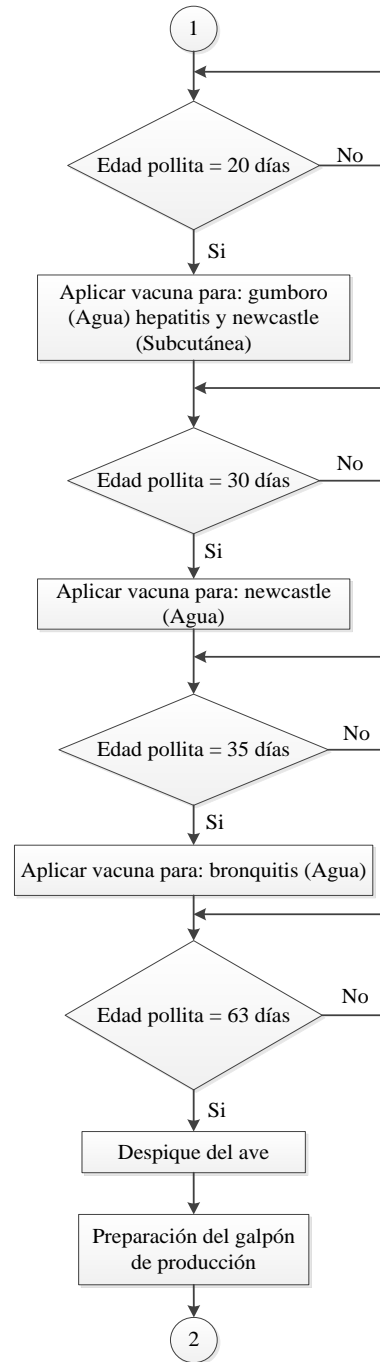 1
Edad pollita = 20 días
No
Si
Aplicar vacuna para: gumboro
(Agua) hepatitis y newcastle
(Subcutánea)
Edad pollita = 30 días
No
Si
Aplicar vacuna para: newcastle
(Agua)
Edad pollita = 35 días
No
Si
Aplicar vacuna para: bronquitis (Agua)
Edad pollita = 63 días
No
Si
Despique del ave
Preparación del galpón
de producción
2